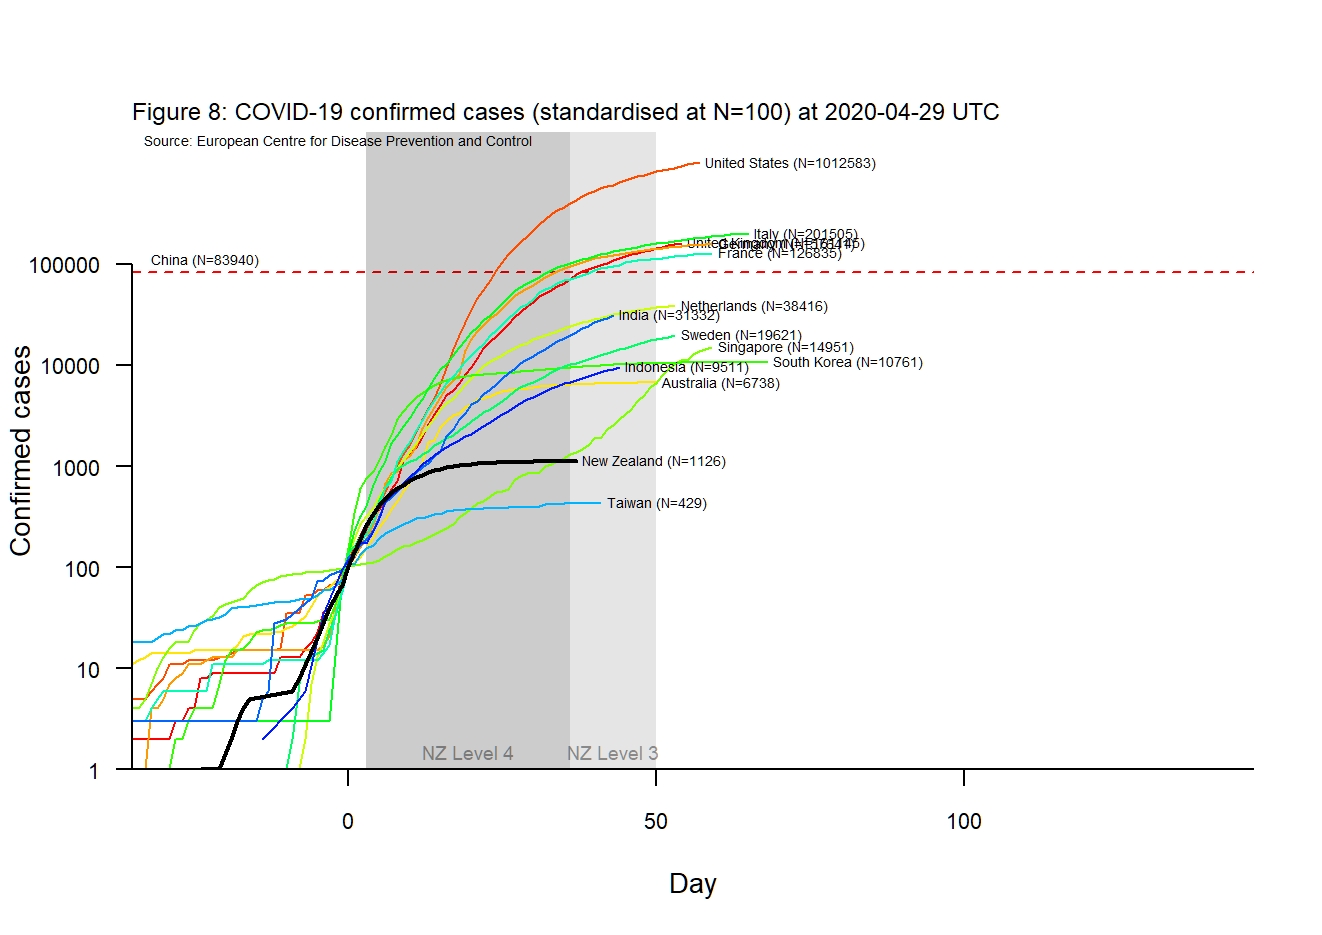 Figure 8: COVID-19 confirmed cases (standardised at N=100) at 2020-04-29 UTC
Source: European Centre for Disease Prevention and Control
United States (N=1012583)
Italy (N=201505)
United Kingdom
Germany
France (N=126835)
China (N=83940)
100000
Netherlands (N=38416)
India (N=31332)
Sweden (N=19621)
Singapore (N=14951)
South Korea (N=10761)
10000
Indonesia (N=9511)
Australia (N=6738)
New Zealand (N=1126)
1000
Taiwan (N=429)
100
10
1
NZ Level 4
NZ Level 3
0
50
100
Day
Confirmed cases